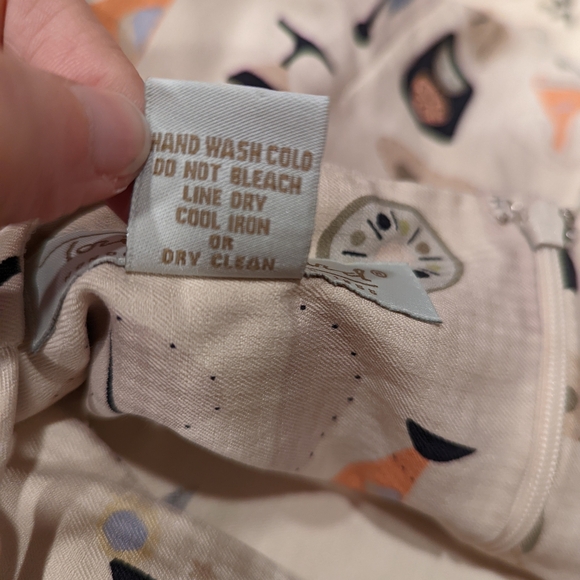 HAND WASH COLD
DO NOT BLEACH
LINE DRY
COOL IRON
OR
DRY CLEAN